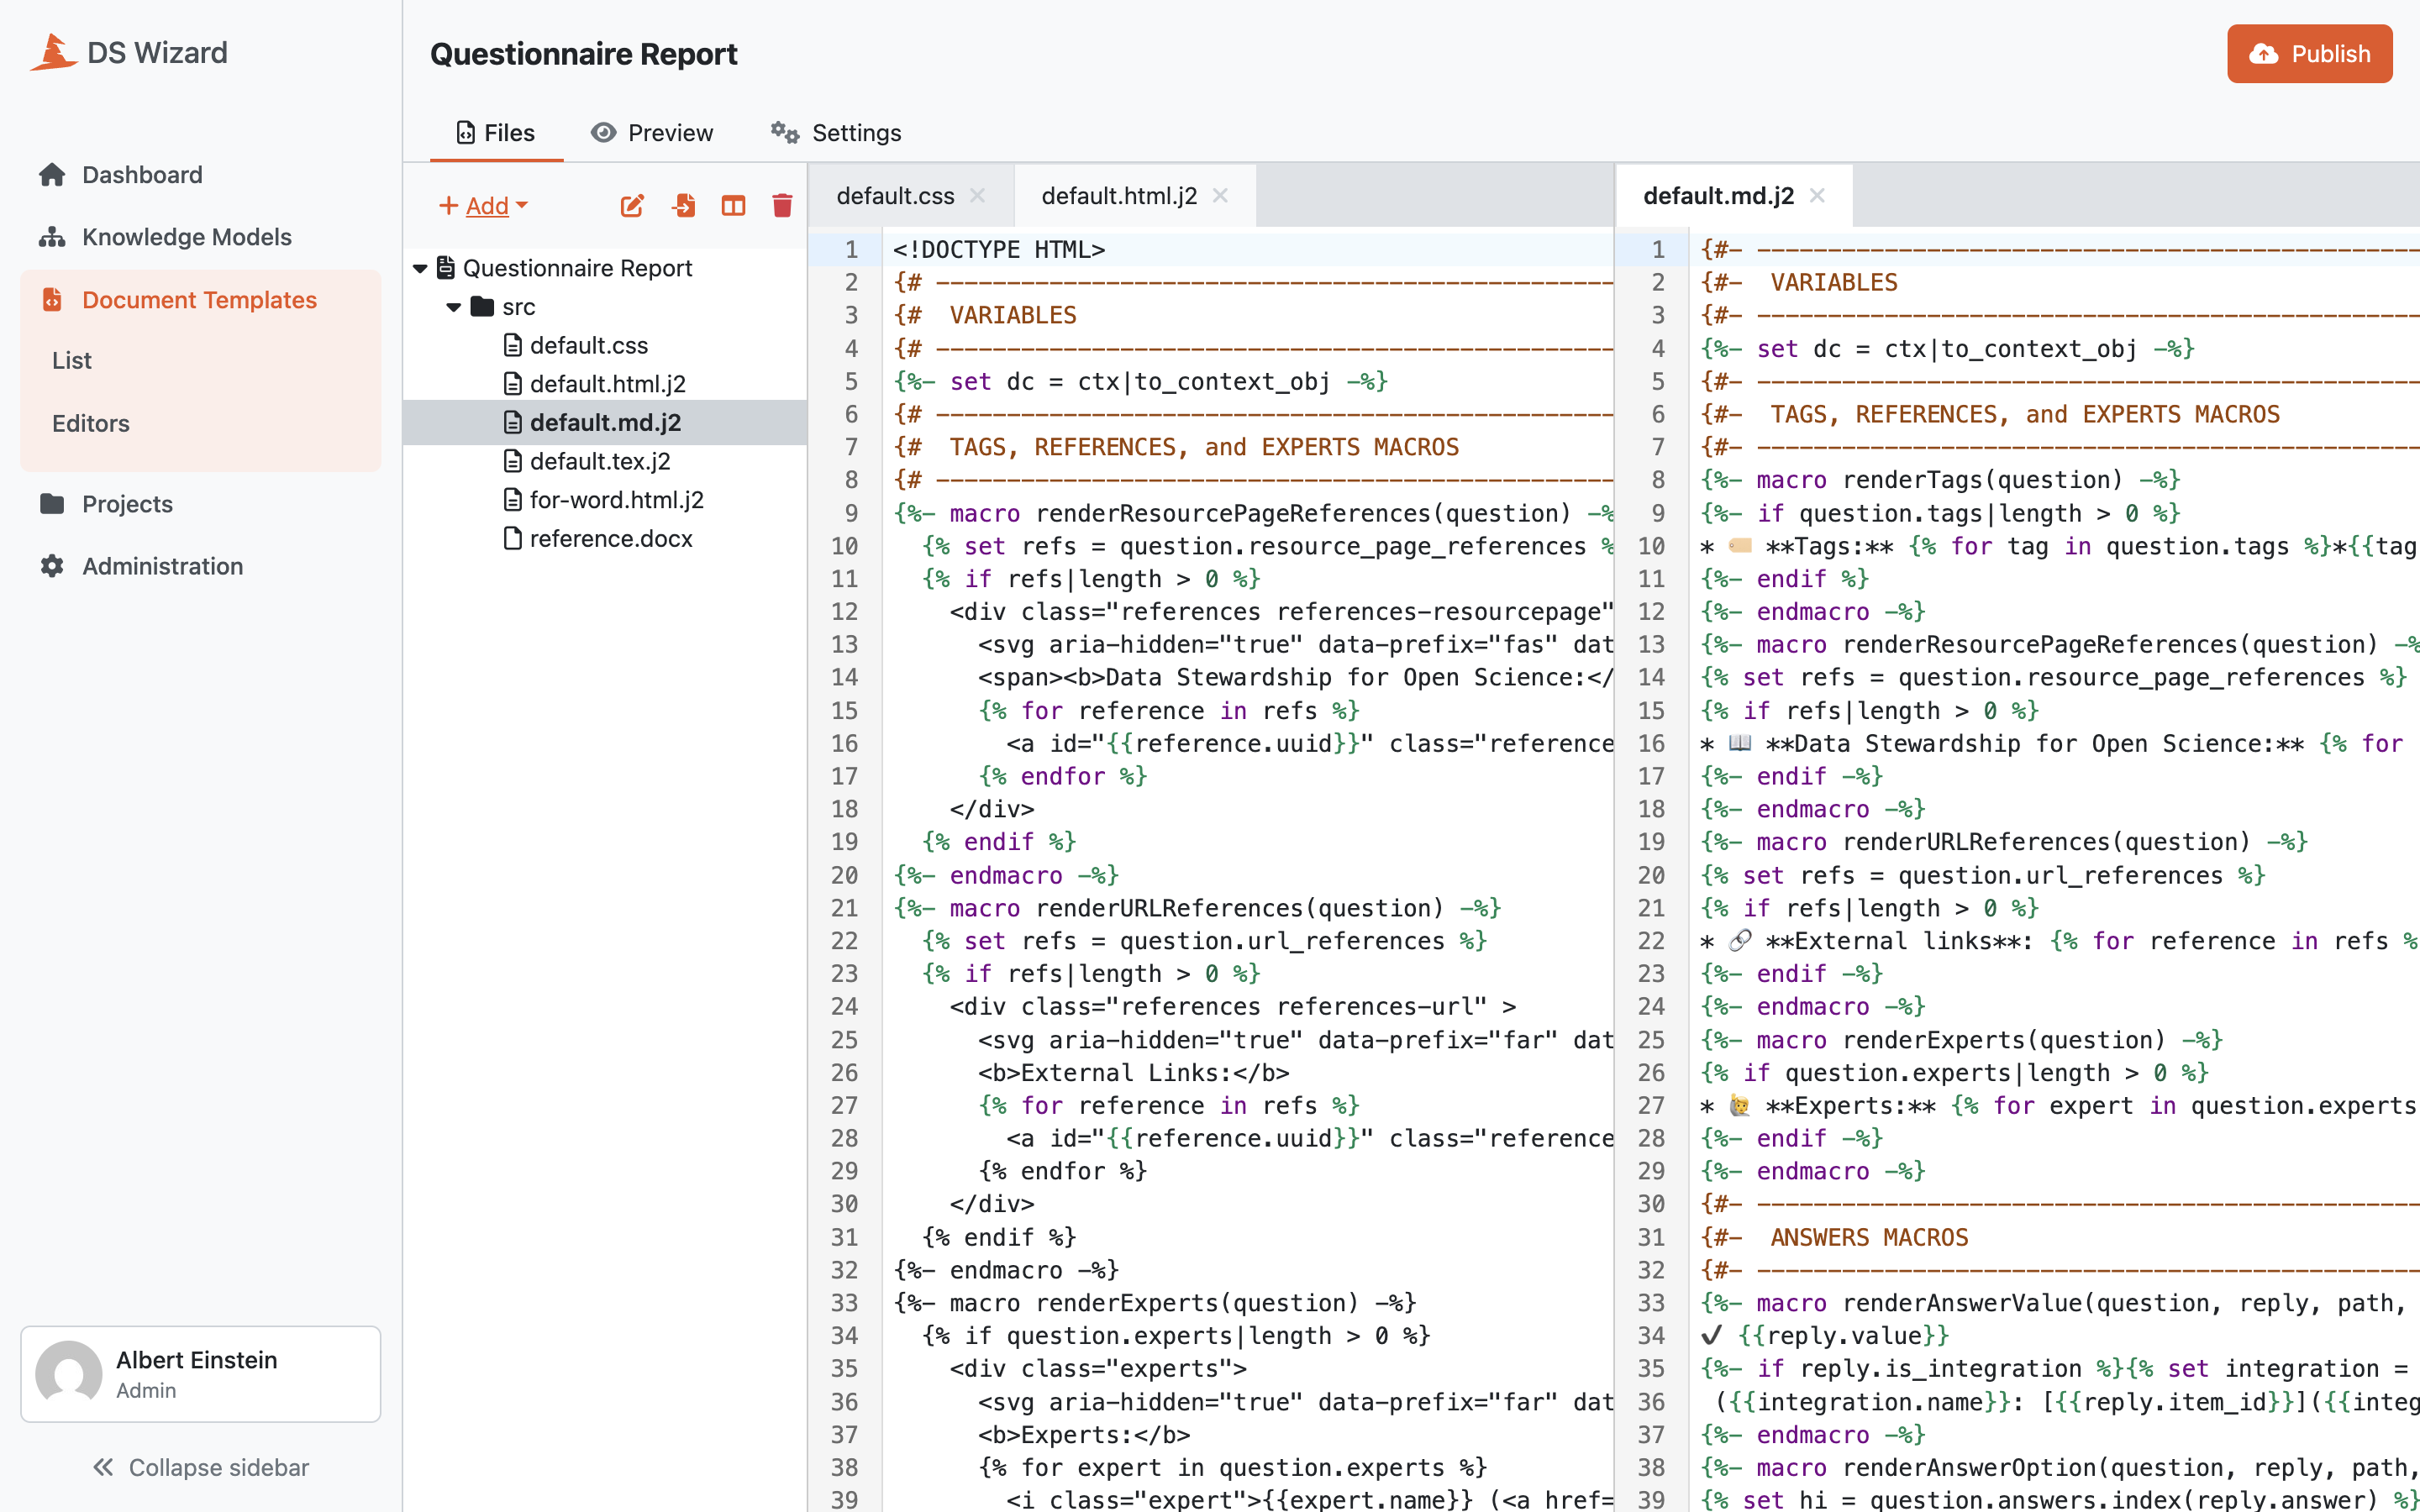 DS Wizard
Dashboard
Knowledge Models
Document Templates
List
Editors
Projects
Administration
Albert Einstein
Admin
Collapse sidebar
Questionnaire Report
Publish
Files
Preview
Settings
+ Add
Questionnaire Report
src
default.css
default.html.j2
default.md.j2
default.tex.j2
for-word.html.j2
reference.docx
default.css ×
default.html.j2 ×
1 <!DOCTYPE HTML>
2 {# ------------------------------------------------
3 {#  VARIABLES
4 {# ------------------------------------------------
5 {%- set dc = ctx|to_context_obj -%}
6 {# ------------------------------------------------
7 {#  TAGS, REFERENCES, and EXPERTS MACROS
8 {# ------------------------------------------------
9 {%- macro renderResourcePageReferences(question) -%
10   {% set refs = question.resource_page_references %
11   {% if refs|length > 0 %}
12     <div class="references references-resourcepage"
13       <svg aria-hidden="true" data-prefix="fas" dat
14       <span><b>Data Stewardship for Open Science:</
15       {% for reference in refs %}
16         <a id="{{reference.uuid}}" class="reference
17       {% endfor %}
18     </div>
19   {% endif %}
20 {%- endmacro -%}
21 {%- macro renderURLReferences(question) -%}
22   {% set refs = question.url_references %}
23   {% if refs|length > 0 %}
24     <div class="references references-url" >
25       <svg aria-hidden="true" data-prefix="far" dat
26       <b>External Links:</b>
27       {% for reference in refs %}
28         <a id="{{reference.uuid}}" class="reference
29       {% endfor %}
30     </div>
31   {% endif %}
32 {%- endmacro -%}
33 {%- macro renderExperts(question) -%}
34   {% if question.experts|length > 0 %}
35     <div class="experts">
36       <svg aria-hidden="true" data-prefix="far" dat
37       <b>Experts:</b>
38       {% for expert in question.experts %}
39         <i class="expert">{{expert.name}} (<a href=
default.md.j2 ×
1 {#- -----------------------------------------------
2 {#-  VARIABLES
3 {#- -----------------------------------------------
4 {%- set dc = ctx|to_context_obj -%}
5 {#- -----------------------------------------------
6 {#-  TAGS, REFERENCES, and EXPERTS MACROS
7 {#- -----------------------------------------------
8 {%- macro renderTags(question) -%}
9 {%- if question.tags|length > 0 %}
10 * 🏷️ **Tags:** {% for tag in question.tags %}*{{tag
11 {%- endif %}
12 {%- endmacro -%}
13 {%- macro renderResourcePageReferences(question) -%
14 {% set refs = question.resource_page_references %}
15 {% if refs|length > 0 %}
16 * 📖 **Data Stewardship for Open Science:** {% for
17 {%- endif -%}
18 {%- endmacro -%}
19 {%- macro renderURLReferences(question) -%}
20 {% set refs = question.url_references %}
21 {% if refs|length > 0 %}
22 * 🔗 **External links**: {% for reference in refs %
23 {%- endif -%}
24 {%- endmacro -%}
25 {%- macro renderExperts(question) -%}
26 {% if question.experts|length > 0 %}
27 * 🙋 **Experts:** {% for expert in question.experts
28 {%- endif -%}
29 {%- endmacro -%}
30 {#- -----------------------------------------------
31 {#-  ANSWERS MACROS
32 {#- -----------------------------------------------
33 {%- macro renderAnswerValue(question, reply, path,
34 ✔ {{reply.value}}
35 {%- if reply.is_integration %}{% set integration =
36  ({{integration.name}}: [{{reply.item_id}}]({{integ
37 {%- endmacro -%}
38 {%- macro renderAnswerOption(question, reply, path,
39 {% set hi = question.answers.index(reply.answer) %}